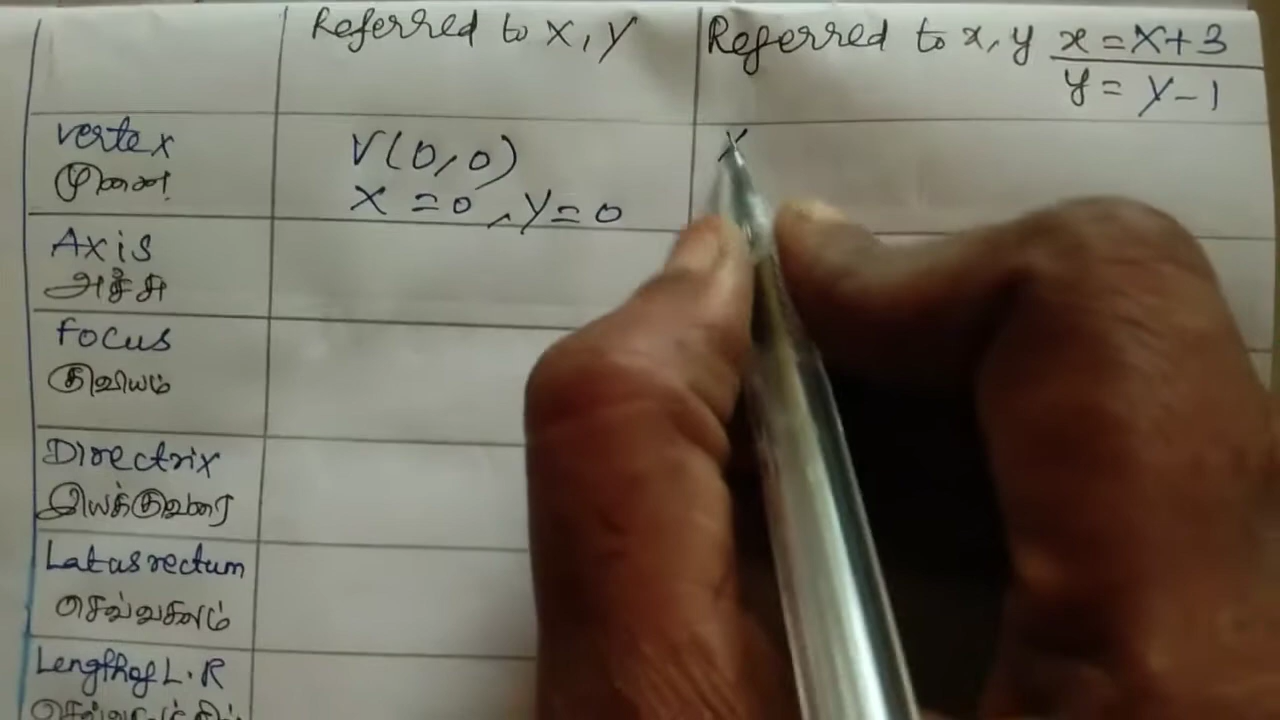 Referred to X, Y
Referred to x, y x = X+3
y = Y-1
Vertex
முனை
V(0,0)
X = 0, Y = 0
X
Axis
அச்சு
Focus
குவியம்
Directrix
இயக்குவரை
Latus rectum
செவ்வகலம்
Length of L.R